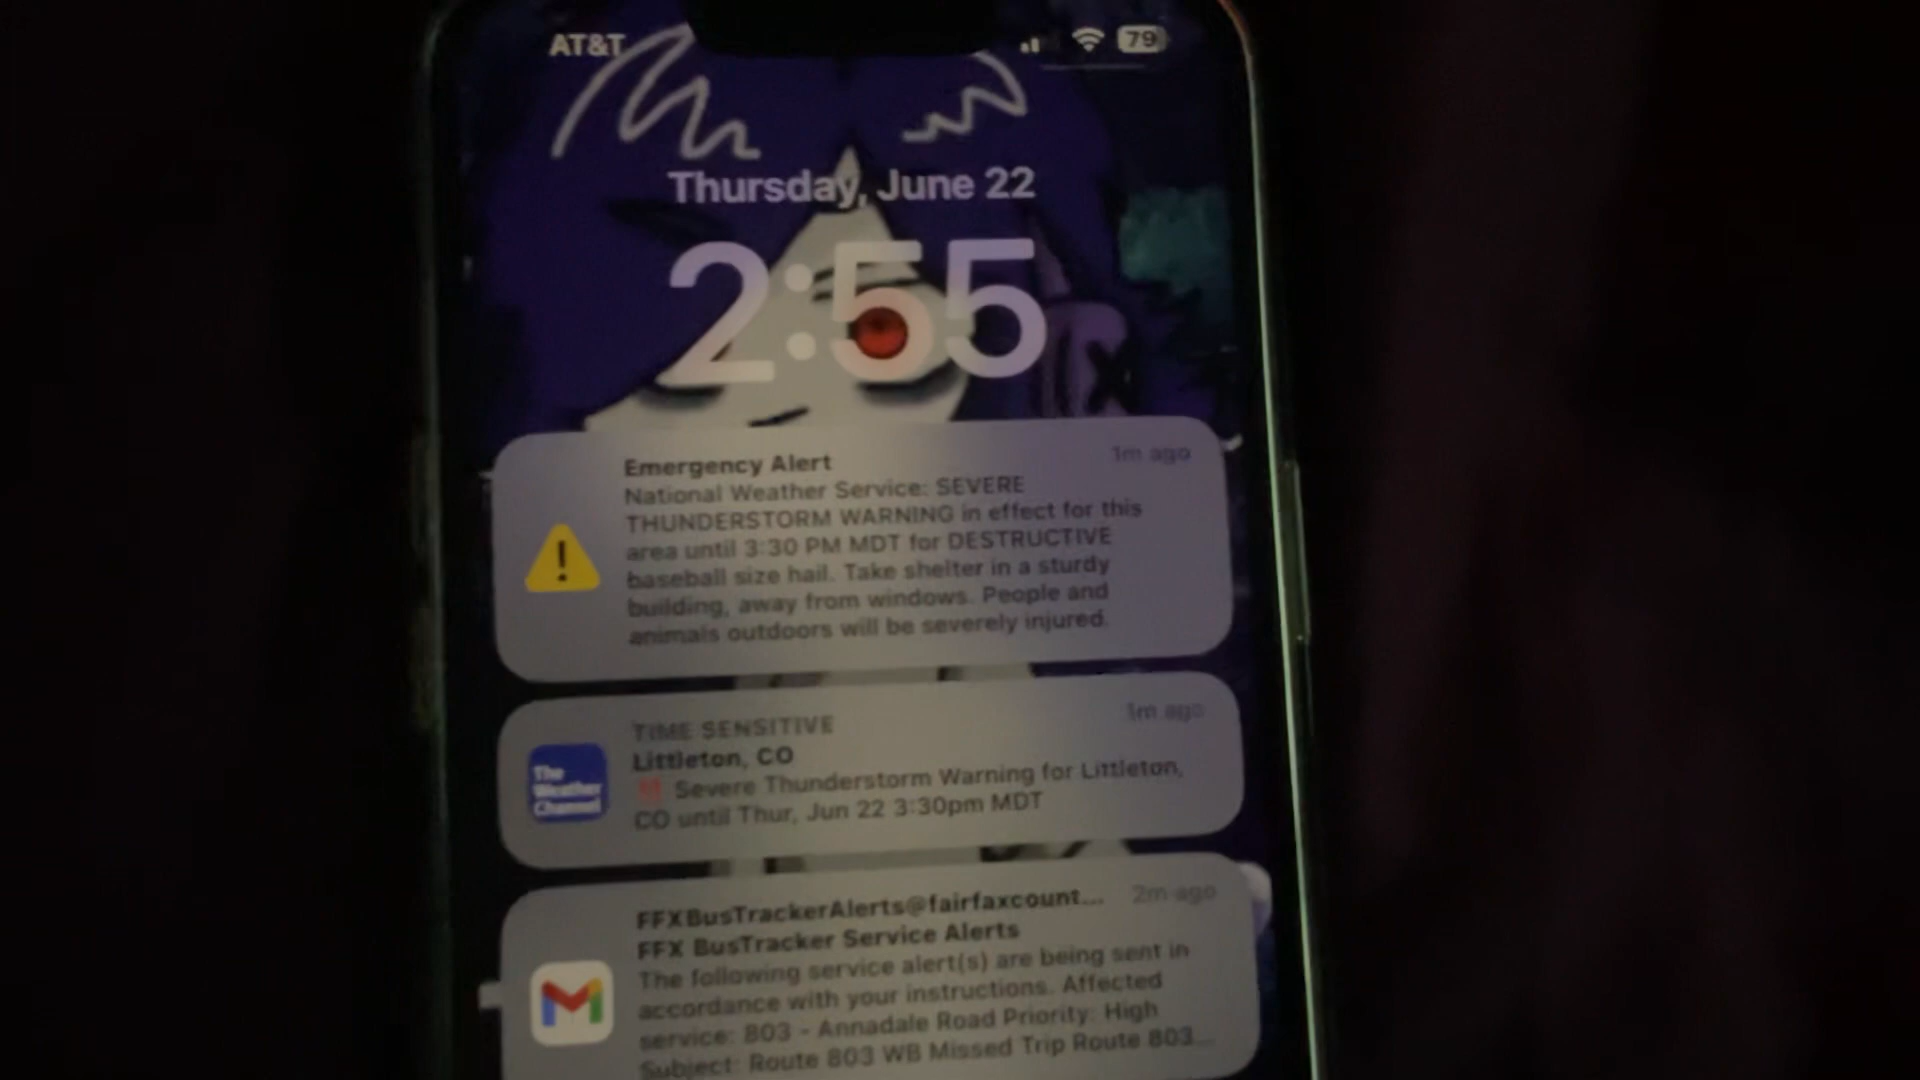 AT&T
79
Thursday, June 22
2:55
Emergency Alert
1m ago
National Weather Service: SEVERE
THUNDERSTORM WARNING in effect for this
area until 3:30 PM MDT for DESTRUCTIVE
baseball size hail. Take shelter in a sturdy
building, away from windows. People and
animals outdoors will be severely injured.
TIME SENSITIVE
1m ago
Littleton, CO
‼️ Severe Thunderstorm Warning for Littleton,
CO until Thur, Jun 22 3:30pm MDT
The
Weather
Channel
FFXBusTrackerAlerts@fairfaxcount...
2m ago
FFX BusTracker Service Alerts
The following service alert(s) are being sent in
accordance with your instructions. Affected
service: 803 - Annadale Road Priority: High
Subject: Route 803 WB Missed Trip Route 803...